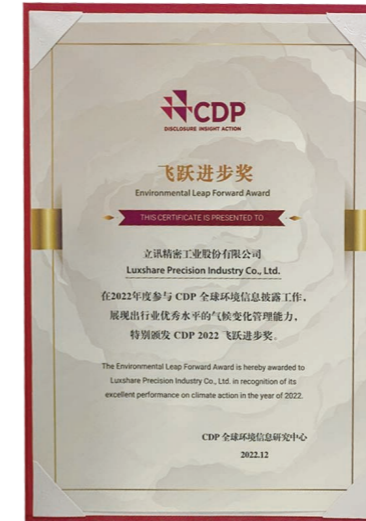 CDP
DISCLOSURE INSIGHT ACTION
飞跃进步奖
Environmental Leap Forward Award
THIS CERTIFICATE IS PRESENTED TO
立讯精密工业股份有限公司
Luxshare Precision Industry Co., Ltd.
在2022年度参与 CDP 全球环境信息披露工作，
展现出行业优秀水平的气候变化管理能力，
特别颁发 CDP 2022 飞跃进步奖。
The Environmental Leap Forward Award is hereby awarded to
Luxshare Precision Industry Co., Ltd. in recognition of its
excellent performance on climate action in the year of 2022.
CDP 全球环境信息研究中心
2022.12